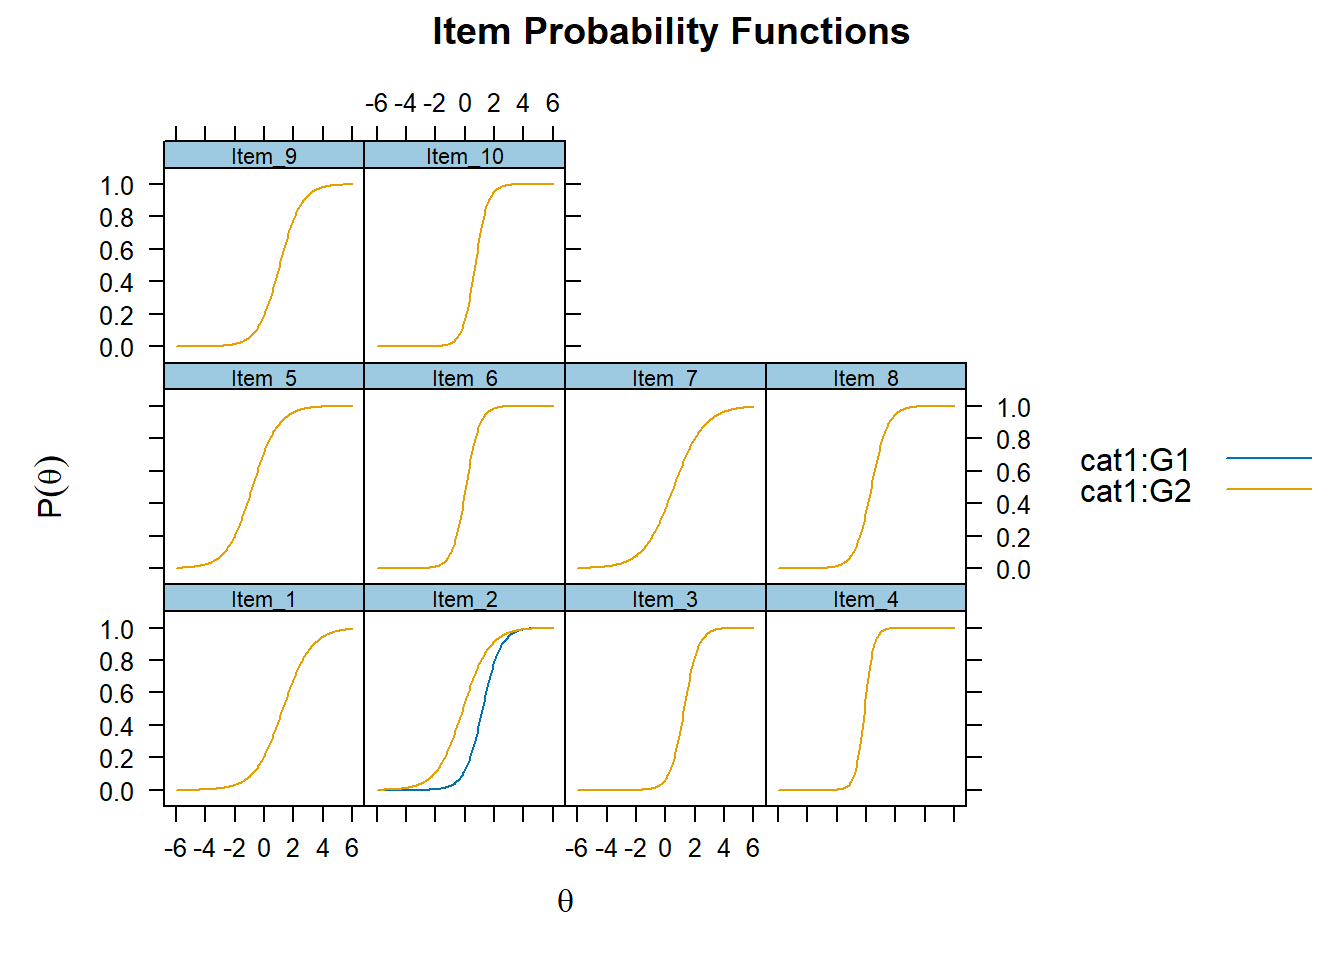 Item Probability Functions
-6 -4 -2 0 2 4 6
Item_9 Item_10
1.0
0.8
0.6
0.4
0.2
0.0
Item_5 Item_6 Item_7 Item_8
1.0
0.8
0.6
0.4
0.2
0.0
P(θ)
cat1:G1
cat1:G2
Item_1 Item_2 Item_3 Item_4
1.0
0.8
0.6
0.4
0.2
0.0
-6 -4 -2 0 2 4 6 -6 -4 -2 0 2 4 6
θ